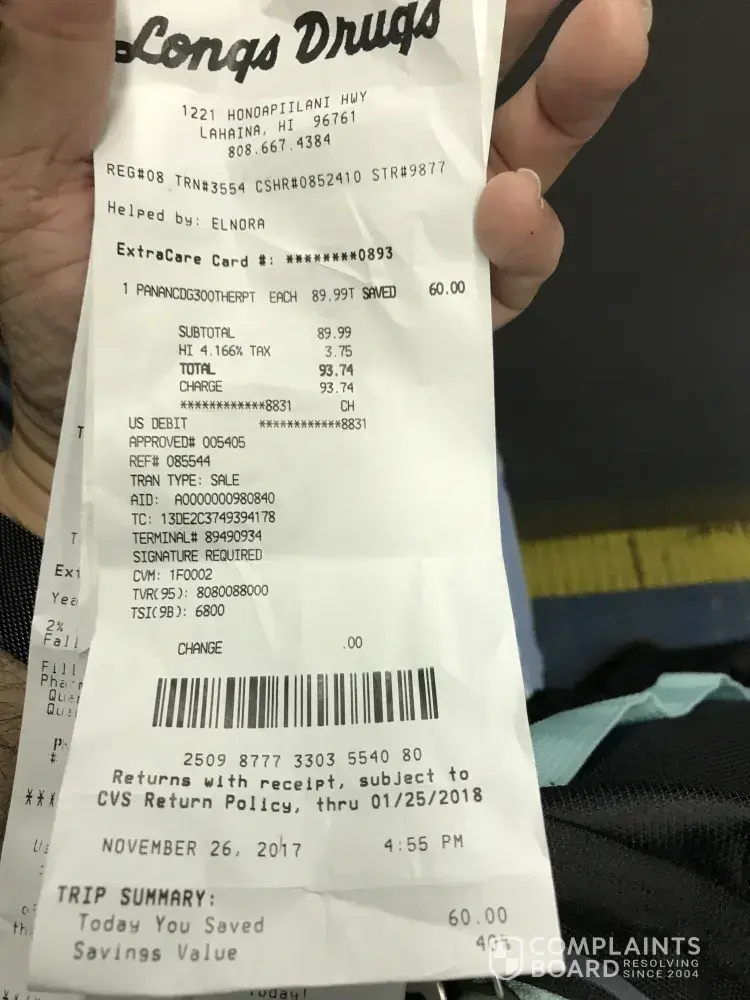 Longs Drugs
1221 HONOAPIILANI HWY
LAHAINA, HI 96761
808.667.4384
REG#08 TRN#3554 CSHR#0852410 STR#9877
Helped by: ELNORA
ExtraCare Card #: ********0893
1 PANANCDG300THERPT EACH 89.99T SAVED 60.00
SUBTOTAL 89.99
HI 4.166% TAX 3.75
TOTAL 93.74
CHARGE 93.74
************8831 CH
US DEBIT ************8831
APPROVED# 005405
REF# 085544
TRAN TYPE: SALE
AID: A0000000980840
TC: 13DE2C3749394178
TERMINAL# 89490934
SIGNATURE REQUIRED
CVM: 1F0002
TVR(95): 8080088000
TSI(9B): 6800
CHANGE .00
2509 8777 3303 5540 80
Returns with receipt, subject to
CVS Return Policy, thru 01/25/2018
NOVEMBER 26, 2017 4:55 PM
TRIP SUMMARY:
Today You Saved 60.00
Savings Value 40%
2%
COMPLAINTS
BOARD RESOLVING SINCE 2004